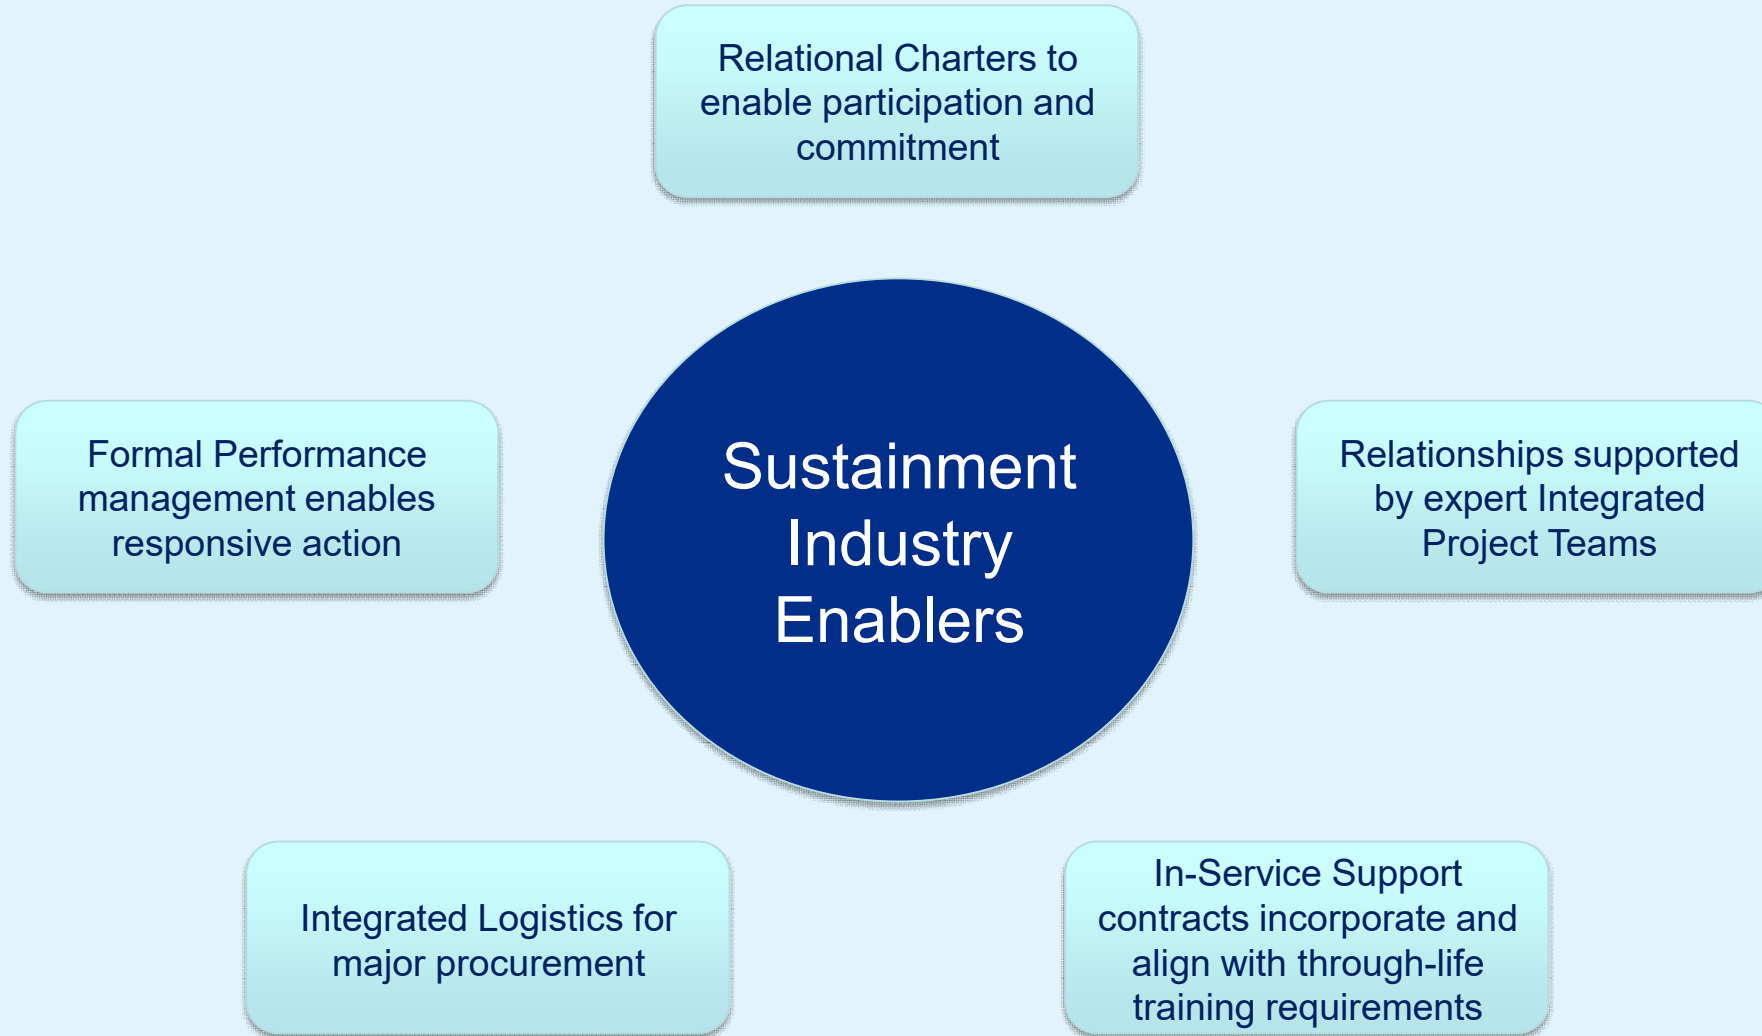 Relational Charters to
enable participation and
commitment
Formal Performance
management enables
responsive action
Sustainment
Industry
Enablers
Relationships supported
by expert Integrated
Project Teams
Integrated Logistics for
major procurement
In-Service Support
contracts incorporate and
align with through-life
training requirements